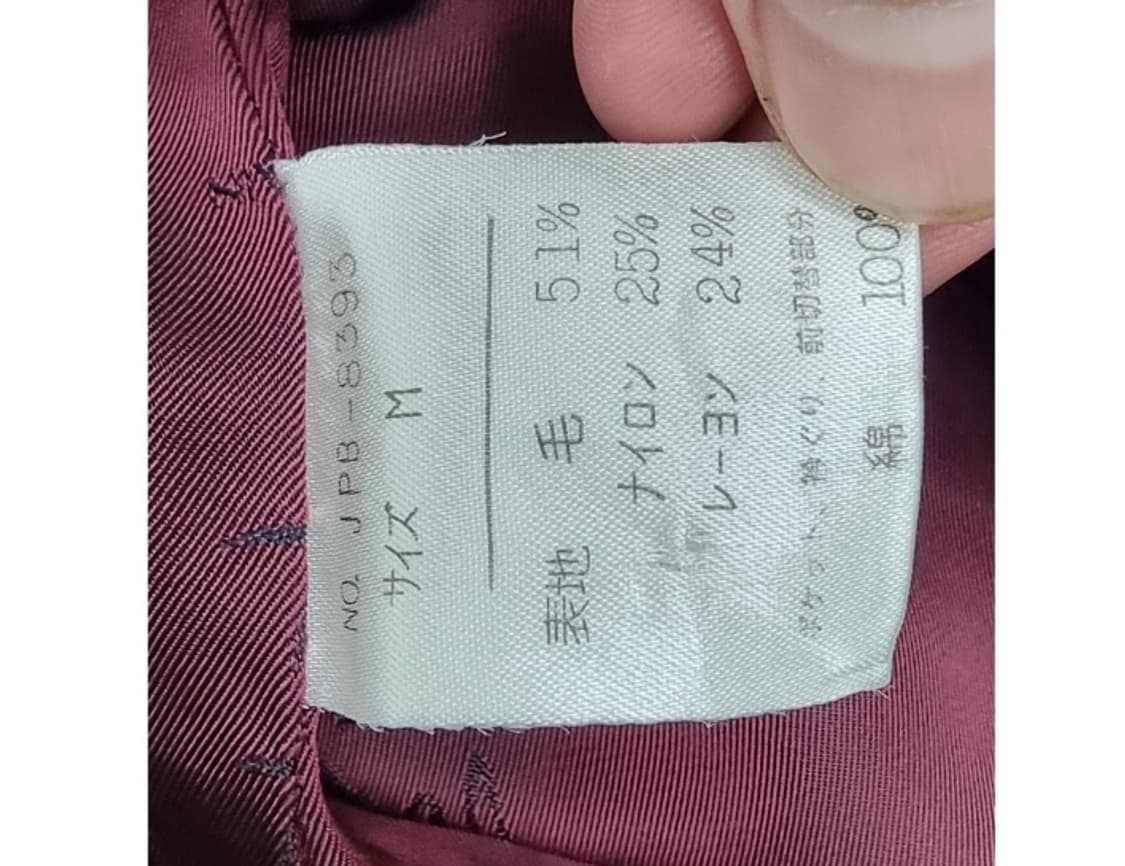 NO. JPB-8393
サイズ M
表地 毛 51%
ナイロン 25%
レーヨン 24%
ポケット、衿ぐり、前切替部分
綿 100%